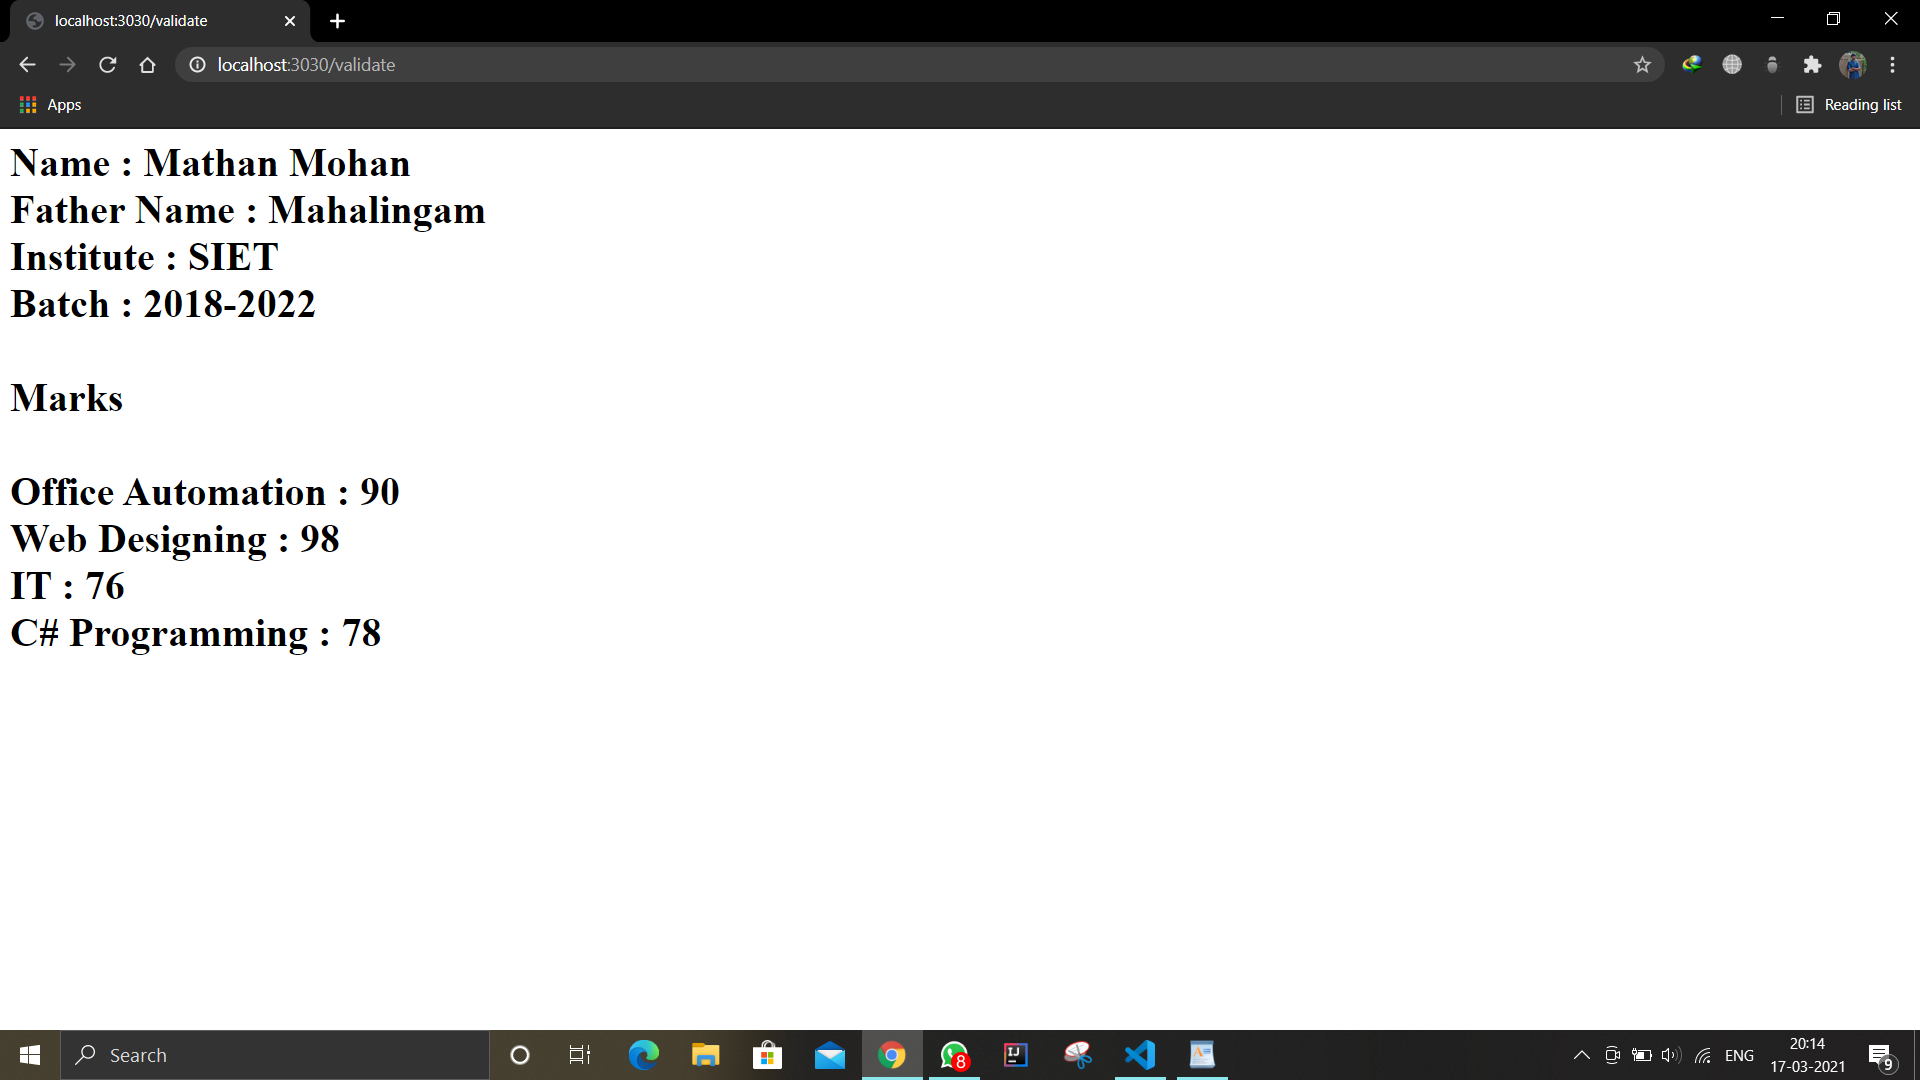 localhost:3030/validate
localhost:3030/validate
Apps
Reading list
Name : Mathan Mohan
Father Name : Mahalingam
Institute : SIET
Batch : 2018-2022
Marks
Office Automation : 90
Web Designing : 98
IT : 76
C# Programming : 78
Search
8
IJ
ENG
20:14
17-03-2021
9